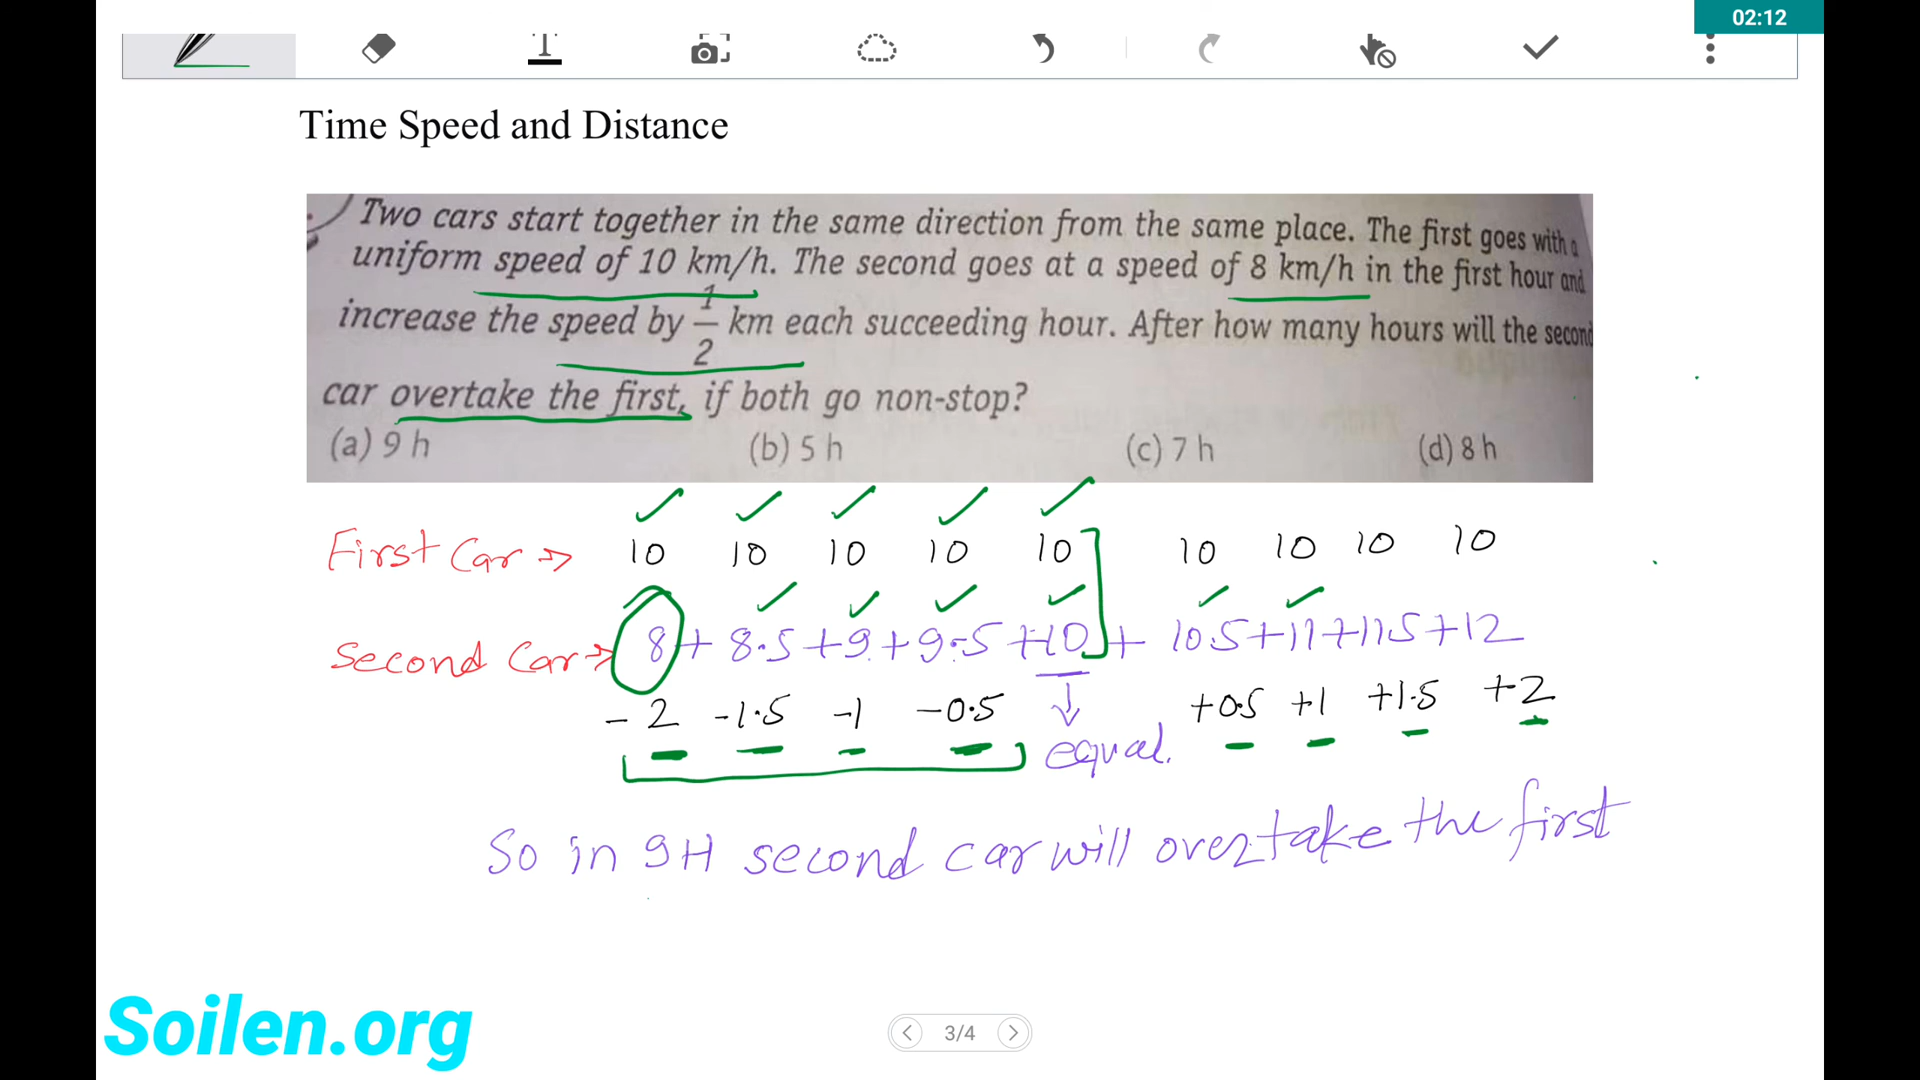 02:12
T
Time Speed and Distance
Two cars start together in the same direction from the same place. The first goes with a
uniform speed of 10 km/h. The second goes at a speed of 8 km/h in the first hour and
increase the speed by 1/2 km each succeeding hour. After how many hours will the second
car overtake the first, if both go non-stop?
(a) 9 h (b) 5 h (c) 7 h (d) 8 h
First Car → 10 10 10 10 10 10 10 10 10
Second Car → 8 + 8.5 + 9 + 9.5 + 10 + 10.5 + 11 + 11.5 + 12
-2 -1.5 -1 -0.5 ↓ +0.5 +1 +1.5 +2
equal.
So in 9H second car will overtake the first
Soilen.org
3/4